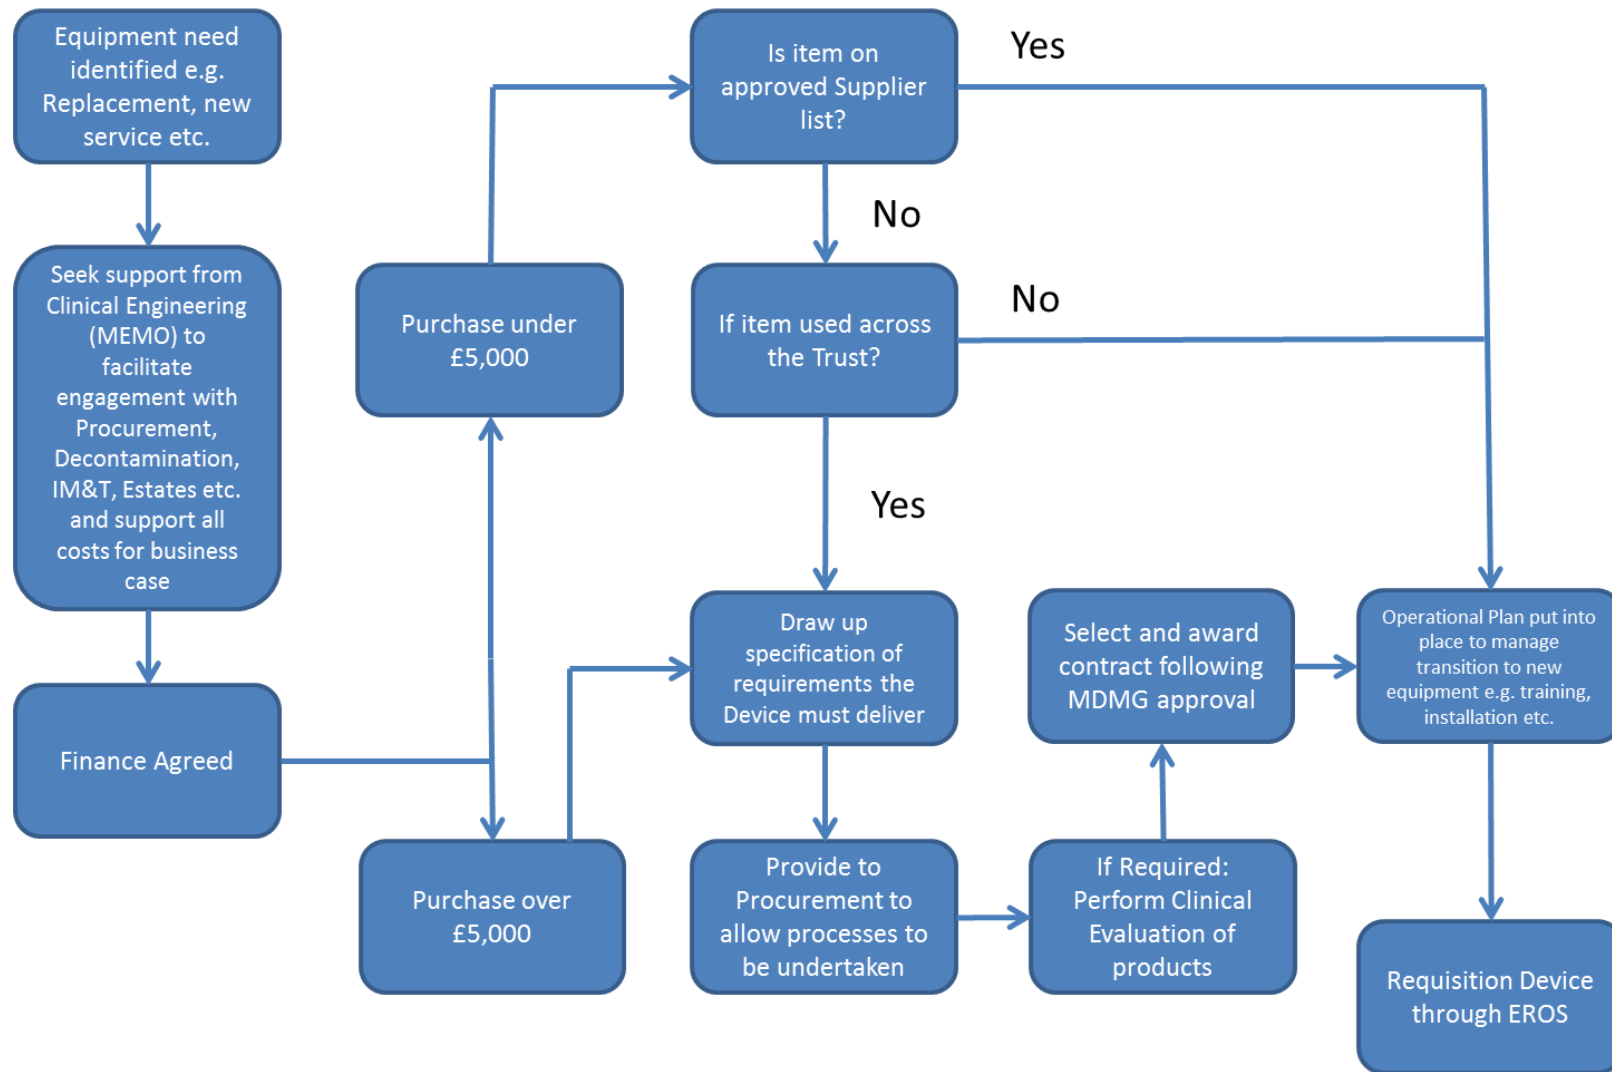 Equipment need
identified e.g.
Replacement, new
service etc.
Seek support from
Clinical Engineering
(MEMO) to
facilitate
engagement with
Procurement,
Decontamination,
IM&T, Estates etc.
and support all
costs for business
case
Finance Agreed
Purchase under
£5,000
Purchase over
£5,000
Is item on
approved Supplier
list?
Yes
No
If item used across
the Trust?
No
Yes
Draw up
specification of
requirements the
Device must deliver
Provide to
Procurement to
allow processes to
be undertaken
If Required:
Perform Clinical
Evaluation of
products
Select and award
contract following
MDMG approval
Operational Plan put into
place to manage
transition to new
equipment e.g. training,
installation etc.
Requisition Device
through EROS